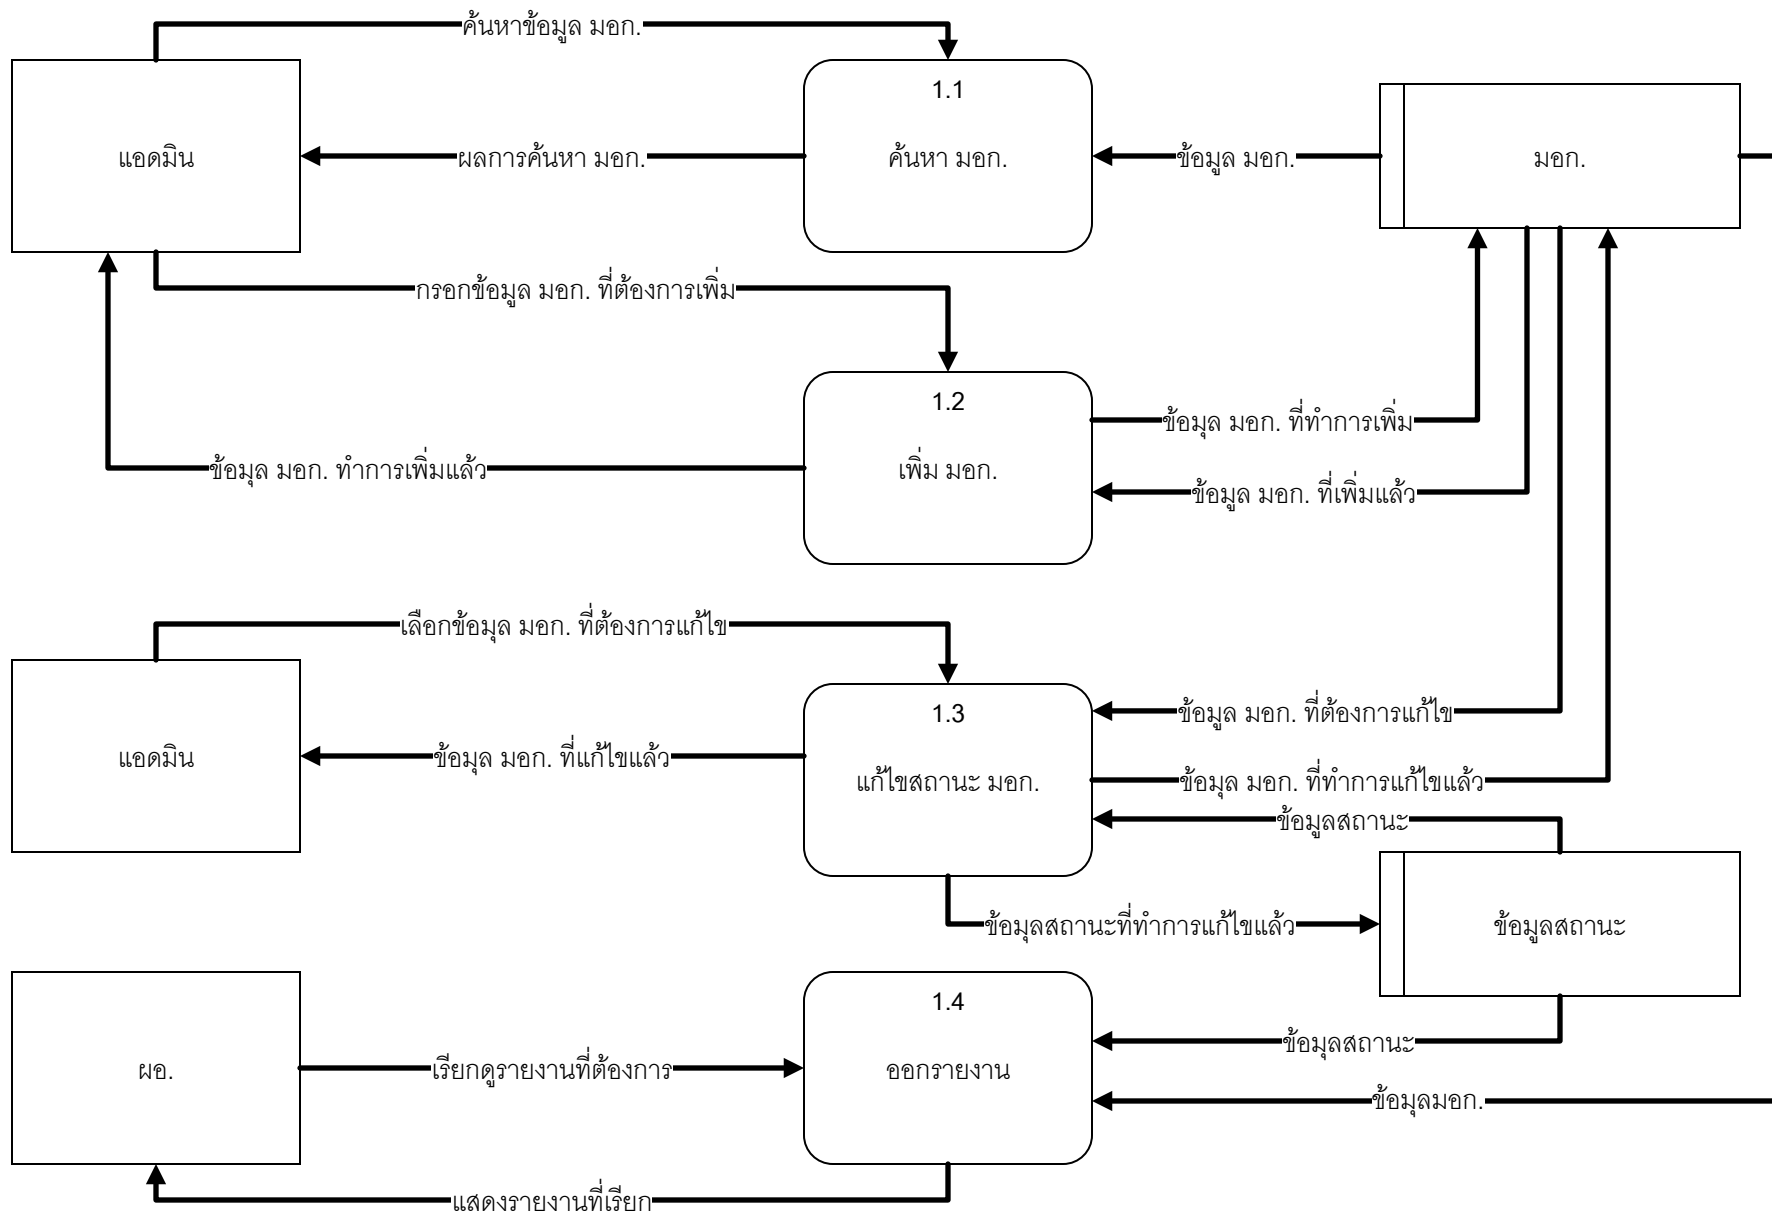 ค้นหาข้อมูล มอก.
แอดมิน
1.1
ค้นหา มอก.
ผลการค้นหา มอก.
ข้อมูล มอก.
มอก.
กรอกข้อมูล มอก. ที่ต้องการเพิ่ม
1.2
เพิ่ม มอก.
ข้อมุล มอก. ที่ทำการเพิ่ม
ข้อมุล มอก. ทำการเพิ่มแล้ว
ข้อมูล มอก. ที่เพิ่มแล้ว
เลือกข้อมุล มอก. ที่ต้องการแก้ไข
แอดมิน
1.3
แก้ไขสถานะ มอก.
ข้อมูล มอก. ที่ต้องการแก้ไข
ข้อมุล มอก. ที่แก้ไขแล้ว
ข้อมุล มอก. ที่ทำการแก้ไขแล้ว
ข้อมูลสถานะ
ข้อมุลสถานะที่ทำการแก้ไขแล้ว
ข้อมูลสถานะ
ผอ.
1.4
ออกรายงาน
เรียกดูรายงานที่ต้องการ
ข้อมูลสถานะ
ข้อมุลมอก.
แสดงรายงานที่เรียก